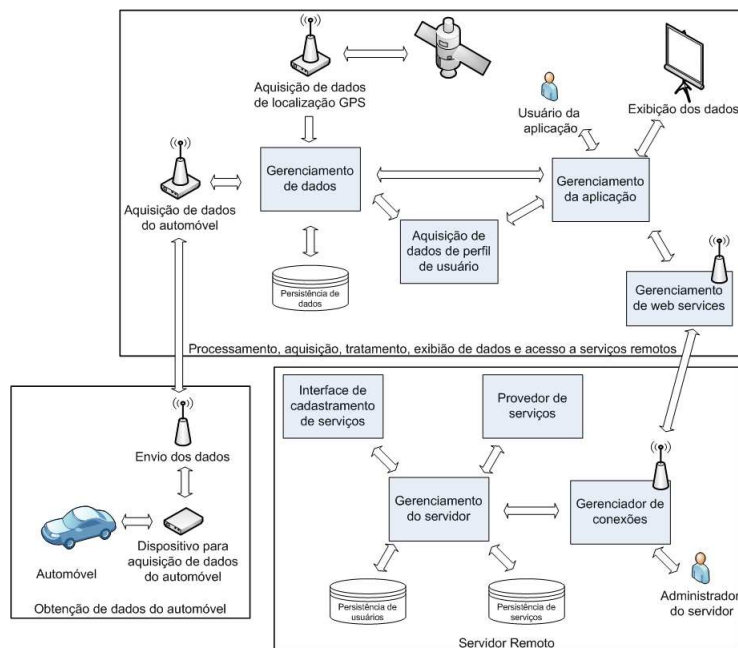 Aquisição de dados
de localização GPS
Usuário da
aplicação
Exibição dos dados
Gerenciamento
de dados
Gerenciamento
da aplicação
Aquisição de dados
do automóvel
Aquisição de
dados de perfil
de usuário
Persistência de
dados
Gerenciamento
de web services
Processamento, aquisição, tratamento, exibião de dados e acesso a serviços remotos
Interface de
cadastramento
de serviços
Provedor de
serviços
Envio dos dados
Gerenciamento
do servidor
Gerenciador de
conexões
Automóvel
Dispositivo para
aquisição de dados
do automóvel
Obtenção de dados do automóvel
Persistência de
usuários
Persistência de
serviços
Administrador
do servidor
Servidor Remoto